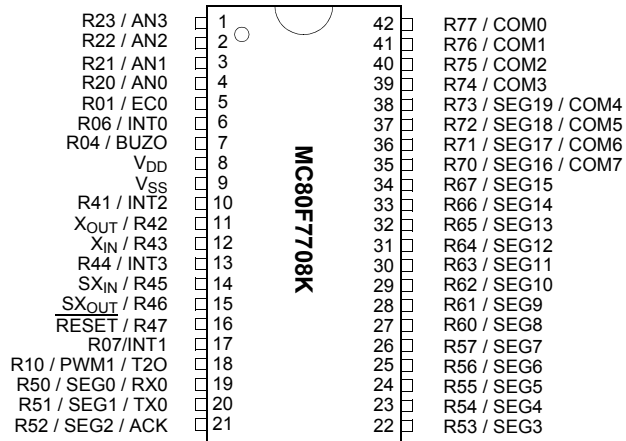 R23 / AN3 1
R22 / AN2 2
R21 / AN1 3
R20 / AN0 4
R01 / EC0 5
R06 / INT0 6
R04 / BUZO 7
VDD 8
VSS 9
R41 / INT2 10
XOUT / R42 11
XIN / R43 12
R44 / INT3 13
SXIN / R45 14
SXOUT / R46 15
RESET / R47 16
R07/INT1 17
R10 / PWM1 / T2O 18
R50 / SEG0 / RX0 19
R51 / SEG1 / TX0 20
R52 / SEG2 / ACK 21
MC80F7708K
42 R77 / COM0
41 R76 / COM1
40 R75 / COM2
39 R74 / COM3
38 R73 / SEG19 / COM4
37 R72 / SEG18 / COM5
36 R71 / SEG17 / COM6
35 R70 / SEG16 / COM7
34 R67 / SEG15
33 R66 / SEG14
32 R65 / SEG13
31 R64 / SEG12
30 R63 / SEG11
29 R62 / SEG10
28 R61 / SEG9
27 R60 / SEG8
26 R57 / SEG7
25 R56 / SEG6
24 R55 / SEG5
23 R54 / SEG4
22 R53 / SEG3